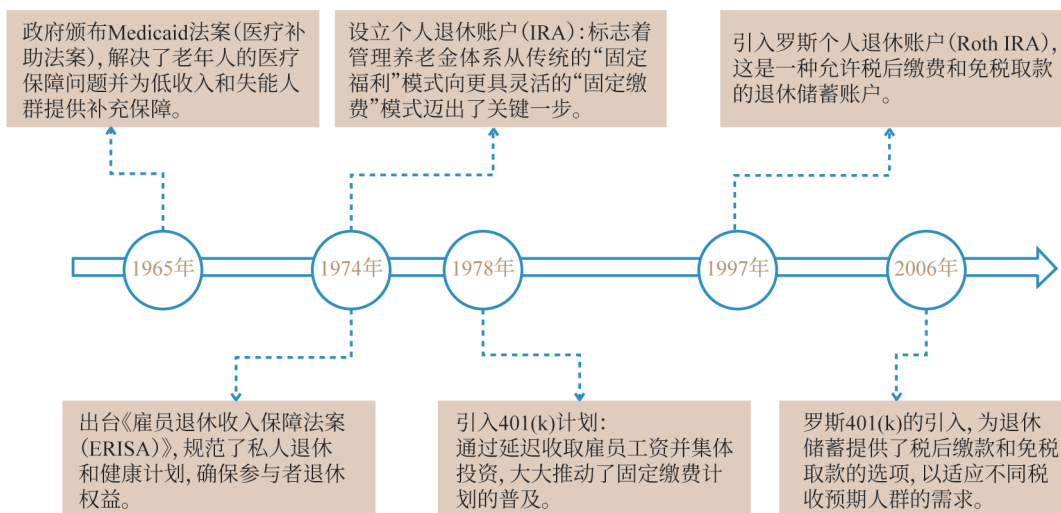 政府颁布Medicaid法案(医疗补
助法案), 解决了老年人的医疗
保障问题并为低收入和失能人
群提供补充保障。
设立个人退休账户(IRA): 标志着
管理养老金体系从传统的“固定
福利”模式向更具灵活的“固定缴
费”模式迈出了关键一步。
引入罗斯个人退休账户(Roth IRA),
这是一种允许税后缴费和免税取款
的退休储蓄账户。
1965年
1974年
1978年
1997年
2006年
出台《雇员退休收入保障法案
(ERISA)》, 规范了私人退休
和健康计划, 确保参与者退休
权益。
引入401(k)计划:
通过延迟收取雇员工资并集体
投资, 大大推动了固定缴费计
划的普及。
罗斯401(k)的引入, 为退休
储蓄提供了税后缴款和免税
取款的选项, 以适应不同税
收预期人群的需求。